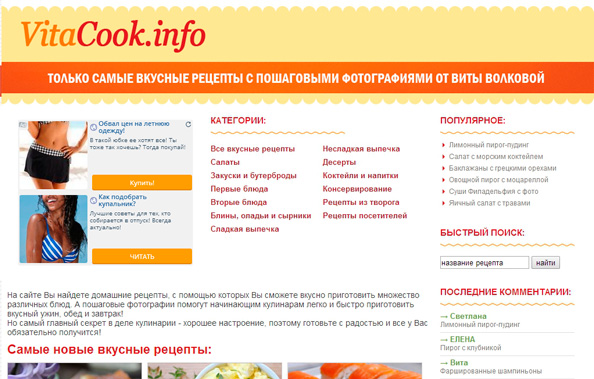 VitaCook.info
ТОЛЬКО САМЫЕ ВКУСНЫЕ РЕЦЕПТЫ С ПОШАГОВЫМИ ФОТОГРАФИЯМИ ОТ ВИТЫ ВОЛКОВОЙ
Обвал цен на летнюю
одежду!
В такой юбке ее хотят все! Ты
тоже так хочешь? Тогда покупай!
Купить!
Как подобрать
купальник?
Лучшие советы для тех, кто
собирается в отпуск! Всегда
актуально!
ЧИТАТЬ
КАТЕГОРИИ:
Все вкусные рецепты
Салаты
Закуски и бутерброды
Первые блюда
Вторые блюда
Блины, оладьи и сырники
Сладкая выпечка
Несладкая выпечка
Десерты
Коктейли и напитки
Консервирование
Рецепты из творога
Рецепты посетителей
ПОПУЛЯРНОЕ:
Лимонный пирог-пудинг
Салат с морским коктейлем
Баклажаны с грецкими орехами
Овощной пирог с моцареллой
Суши Филадельфия с фото
Яичный салат с травами
БЫСТРЫЙ ПОИСК:
название рецепта
найти
ПОСЛЕДНИЕ КОММЕНТАРИИ:
→ Светлана
Лимонный пирог-пудинг
→ ЕЛЕНА
Пирог с клубникой
→ Вита
Фаршированные шампиньоны
На сайте Вы найдете домашние рецепты, с помощью которых Вы сможете вкусно приготовить множество
различных блюд. А пошаговые фотографии помогут начинающим кулинарам легко и быстро приготовить
вкусный ужин, обед и завтрак!
Но самый главный секрет в деле кулинарии - хорошее настроение, поэтому готовьте с радостью и все у Вас
обязательно получится!
Самые новые вкусные рецепты: